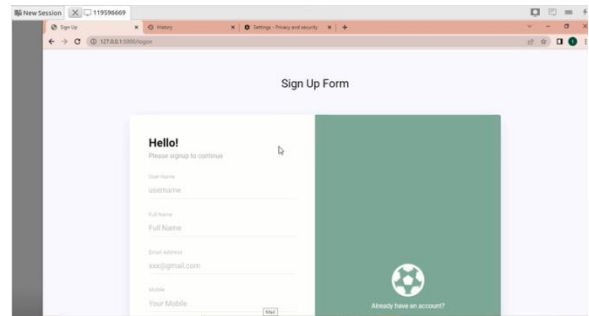 New Session
119596669
Sign Up
History
Settings - Privacy and security
127.0.0.1:5000/logon
Sign Up Form
Hello!
Please signup to continue
User Name
username
Full Name
Full Name
Email Address
xxx@gmail.com
Mobile
Your Mobile
Mail
Already have an account?